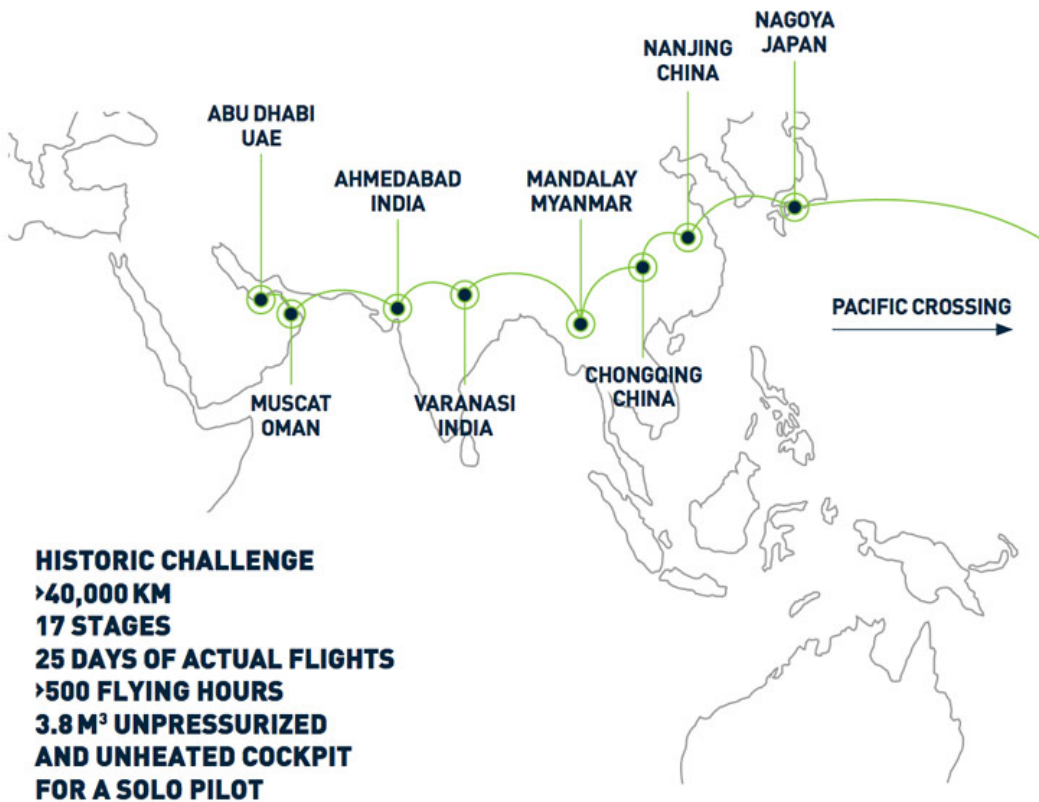 NAGOYA
JAPAN
NANJING
CHINA
ABU DHABI
UAE
AHMEDABAD
INDIA
MANDALAY
MYANMAR
PACIFIC CROSSING
MUSCAT
OMAN
VARANASI
INDIA
CHONGQING
CHINA
HISTORIC CHALLENGE
>40,000 KM
17 STAGES
25 DAYS OF ACTUAL FLIGHTS
>500 FLYING HOURS
3.8 M³ UNPRESSURIZED
AND UNHEATED COCKPIT
FOR A SOLO PILOT